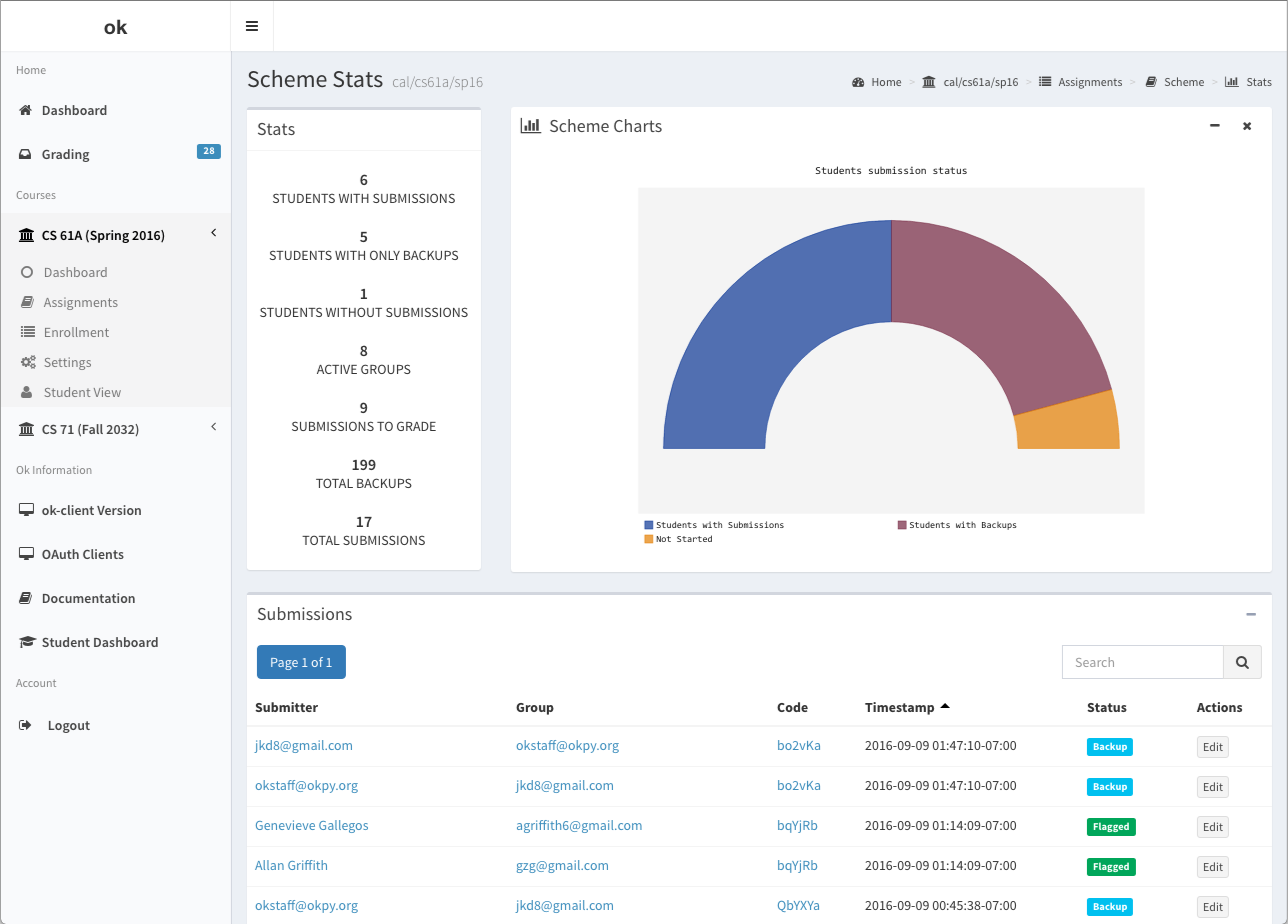 ok
Home
Dashboard
Grading 28
Courses
CS 61A (Spring 2016)
Dashboard
Assignments
Enrollment
Settings
Student View
CS 71 (Fall 2032)
Ok Information
ok-client Version
OAuth Clients
Documentation
Student Dashboard
Account
Logout
Scheme Stats cal/cs61a/sp16
Home > cal/cs61a/sp16 > Assignments > Scheme > Stats
Stats
6
STUDENTS WITH SUBMISSIONS
5
STUDENTS WITH ONLY BACKUPS
1
STUDENTS WITHOUT SUBMISSIONS
8
ACTIVE GROUPS
9
SUBMISSIONS TO GRADE
199
TOTAL BACKUPS
17
TOTAL SUBMISSIONS
Scheme Charts
Students submission status
Students with Submissions Students with Backups
Not Started
Submissions
Page 1 of 1 Search
Submitter Group Code Timestamp Status Actions
jkd8@gmail.com okstaff@okpy.org bo2vKa 2016-09-09 01:47:10-07:00 Backup Edit
okstaff@okpy.org jkd8@gmail.com bo2vKa 2016-09-09 01:47:10-07:00 Backup Edit
Genevieve Gallegos agriffith6@gmail.com bqYjRb 2016-09-09 01:14:09-07:00 Flagged Edit
Allan Griffith gzg@gmail.com bqYjRb 2016-09-09 01:14:09-07:00 Flagged Edit
okstaff@okpy.org jkd8@gmail.com QbYXYa 2016-09-09 00:45:38-07:00 Backup Edit